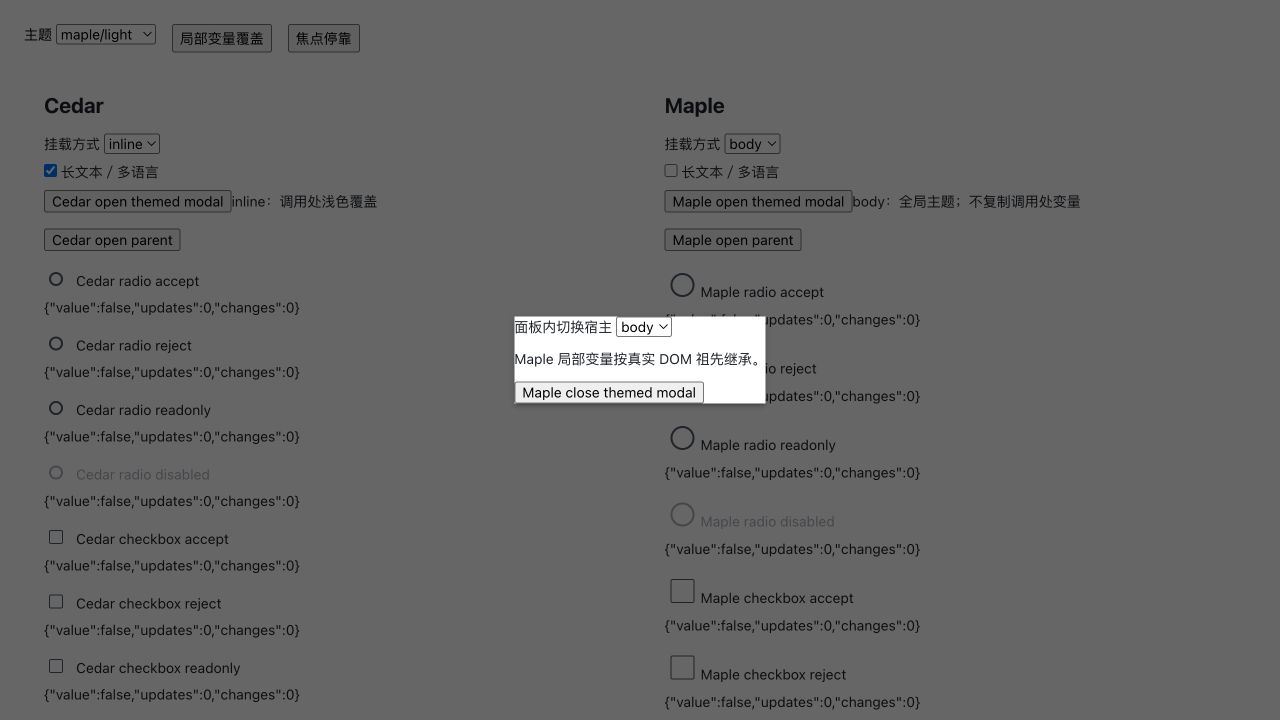 主题 maple/light 局部变量覆盖 焦点停靠
Cedar
挂载方式 inline
长文本 / 多语言
Cedar open themed modal inline：调用处浅色覆盖
Cedar open parent
Cedar radio accept
{"value":false,"updates":0,"changes":0}
Cedar radio reject
{"value":false,"updates":0,"changes":0}
Cedar radio readonly
{"value":false,"updates":0,"changes":0}
Cedar radio disabled
{"value":false,"updates":0,"changes":0}
Cedar checkbox accept
{"value":false,"updates":0,"changes":0}
Cedar checkbox reject
{"value":false,"updates":0,"changes":0}
Cedar checkbox readonly
{"value":false,"updates":0,"changes":0}
Maple
挂载方式 body
长文本 / 多语言
Maple open themed modal body：全局主题；不复制调用处变量
Maple open parent
Maple radio accept
面板内切换宿主 body
Maple 局部变量按真实 DOM 祖先继承。
Maple close themed modal
reject
Maple radio readonly
{"value":false,"updates":0,"changes":0}
Maple radio disabled
{"value":false,"updates":0,"changes":0}
Maple checkbox accept
{"value":false,"updates":0,"changes":0}
Maple checkbox reject
{"value":false,"updates":0,"changes":0}